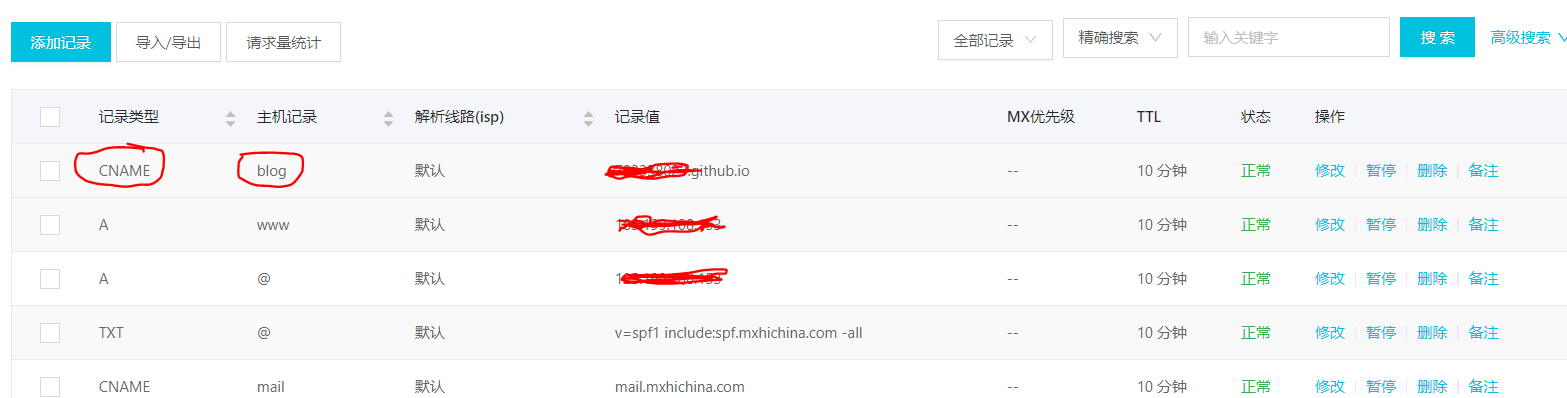 添加记录 导入/导出 请求量统计 全部记录 精确搜索 输入关键字 搜 索 高级搜索
记录类型 主机记录 解析线路(isp) 记录值 MX优先级 TTL 状态 操作
CNAME blog 默认 .github.io -- 10 分钟 正常 修改 暂停 删除 备注
A www 默认 -- 10 分钟 正常 修改 暂停 删除 备注
A @ 默认 -- 10 分钟 正常 修改 暂停 删除 备注
TXT @ 默认 v=spf1 include:spf.mxhichina.com -all -- 10 分钟 正常 修改 暂停 删除 备注
CNAME mail 默认 mail.mxhichina.com -- 10 分钟 正常 修改 暂停 删除 备注